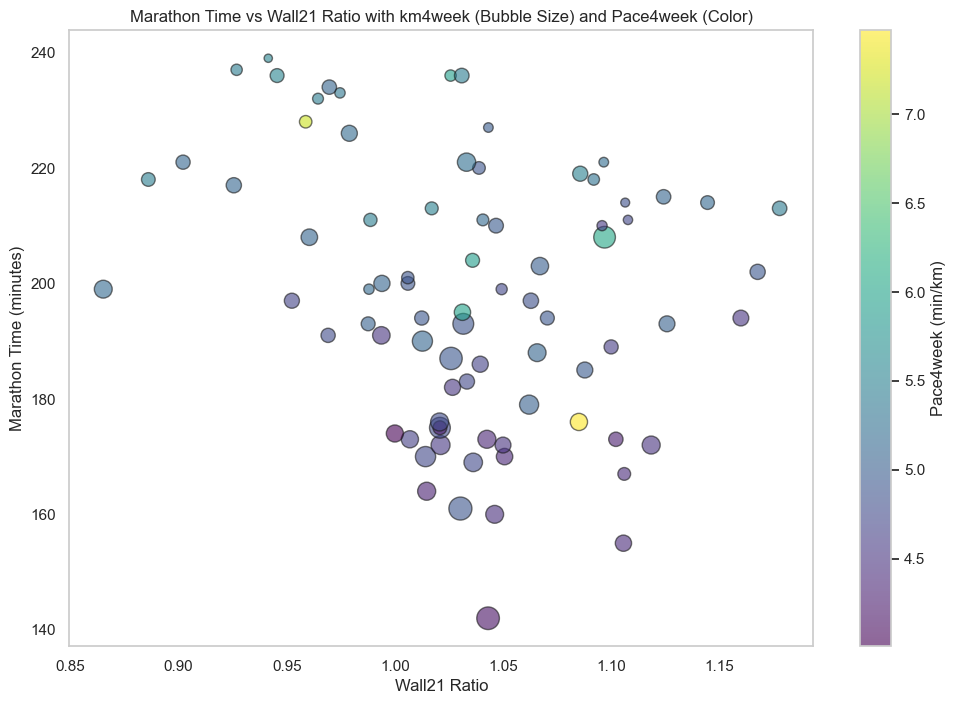 Marathon Time vs Wall21 Ratio with km4week (Bubble Size) and Pace4week (Color)
240
220
200
180
160
140
Marathon Time (minutes)
0.85 0.90 0.95 1.00 1.05 1.10 1.15
Wall21 Ratio
7.0
6.5
6.0
5.5
5.0
4.5
Pace4week (min/km)